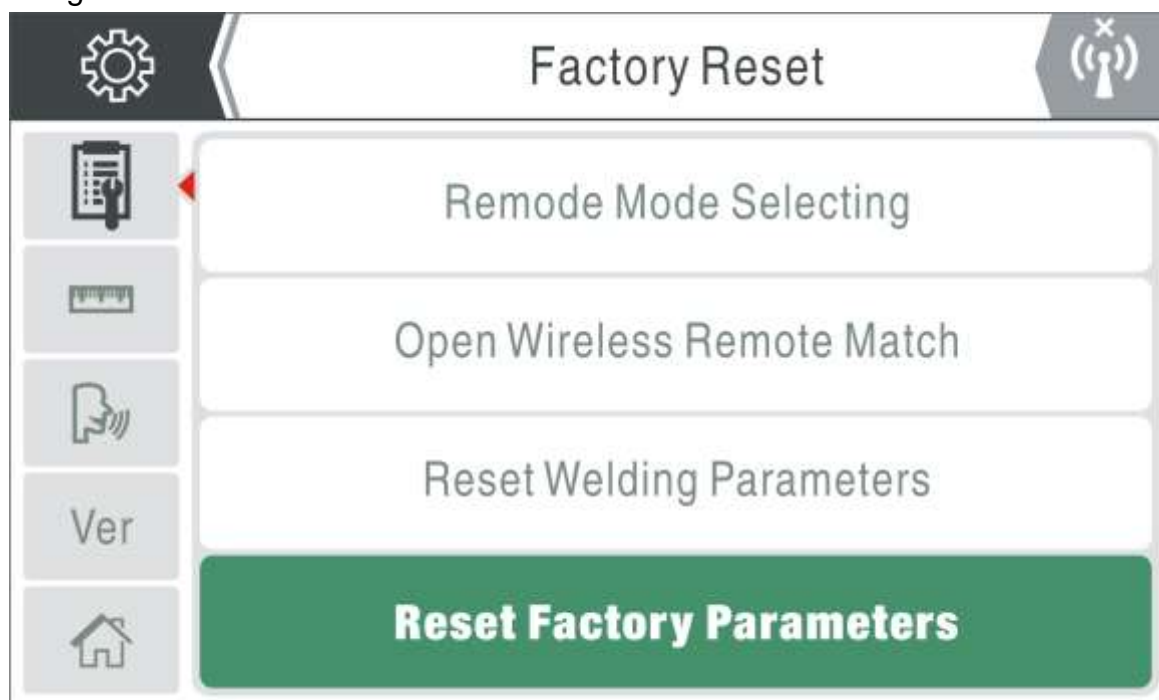 Factory Reset
Remode Mode Selecting
Open Wireless Remote Match
Reset Welding Parameters
Ver
Reset Factory Parameters